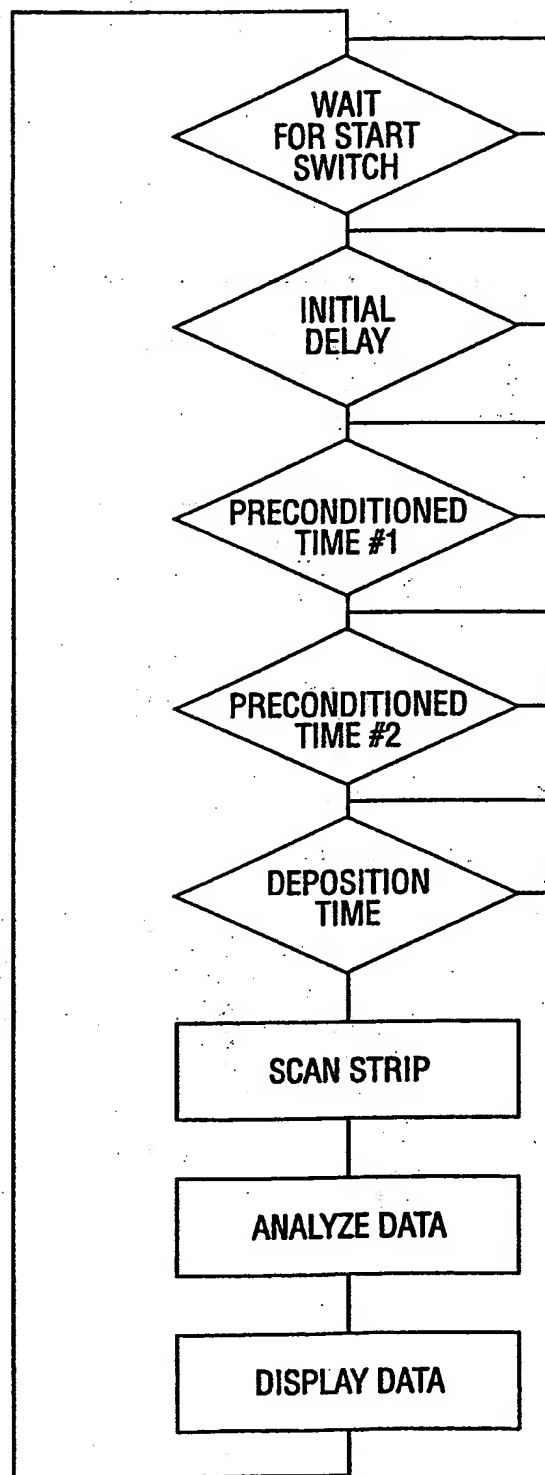 WAIT
FOR START
SWITCH
INITIAL
DELAY
PRECONDITIONED
TIME #1
PRECONDITIONED
TIME #2
DEPOSITION
TIME
SCAN STRIP
ANALYZE DATA
DISPLAY DATA